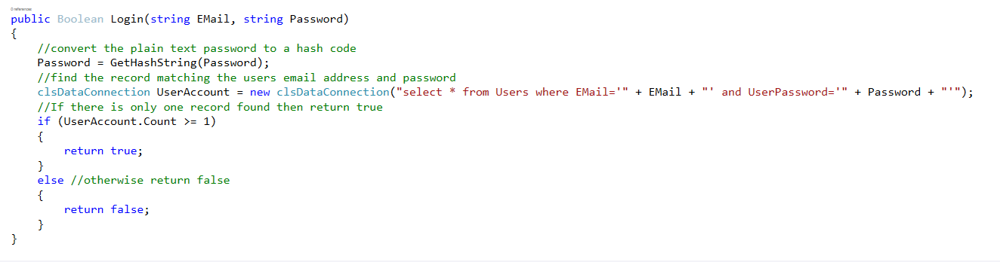 0 references
public Boolean Login(string EMail, string Password)
{
    //convert the plain text password to a hash code
    Password = GetHashString(Password);
    //find the record matching the users email address and password
    clsDataConnection UserAccount = new clsDataConnection("select * from Users where EMail='" + EMail + "' and UserPassword='" + Password + "'");
    //If there is only one record found then return true
    if (UserAccount.Count >= 1)
    {
        return true;
    }
    else //otherwise return false
    {
        return false;
    }
}